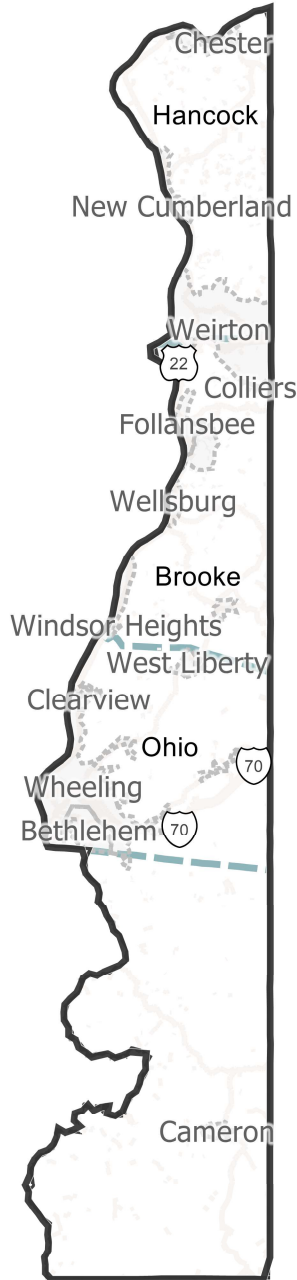 Chester
Hancock
New Cumberland
Weirton
22
Colliers
Follansbee
Wellsburg
Brooke
Windsor Heights
West Liberty
Clearview
Ohio
70
Wheeling
70
Bethlehem
Cameron